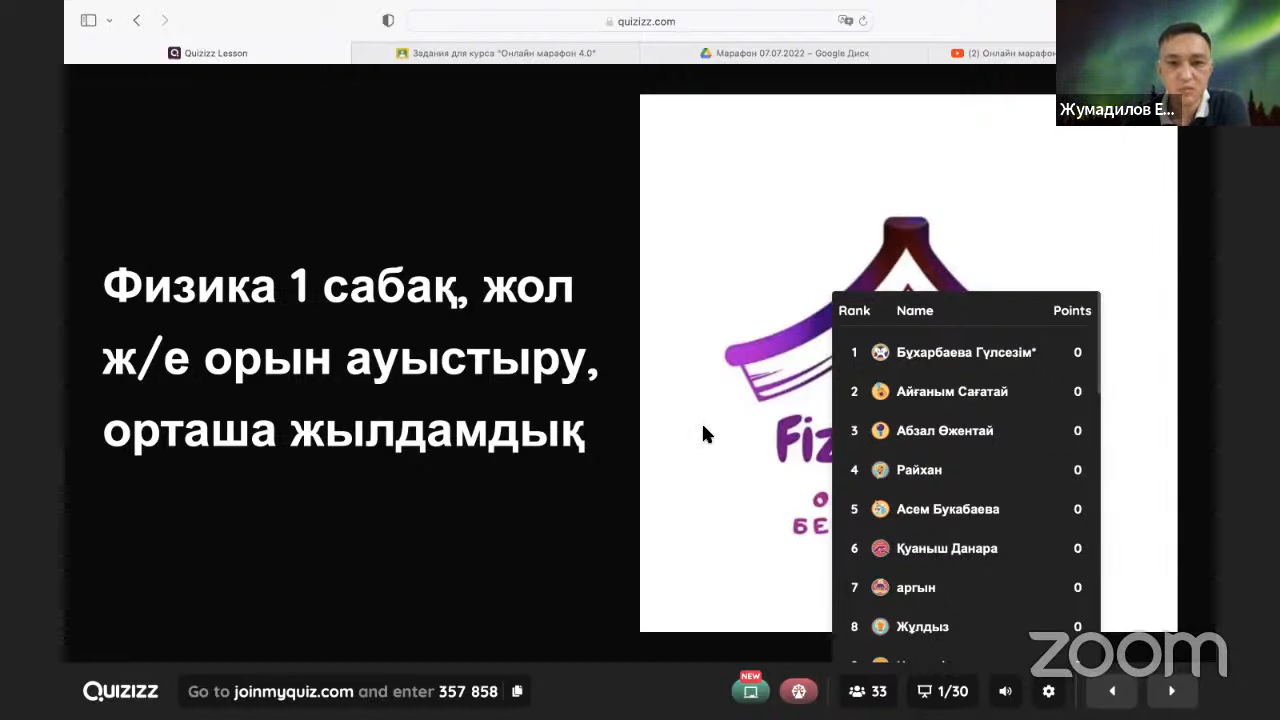 quizizz.com
Quizizz Lesson
Задания для курса "Онлайн марафон 4.0"
Марафон 07.07.2022 – Google Диск
(2) Онлайн марафон
Жумадилов Е...
Физика 1 сабақ, жол
ж/е орын ауыстыру,
орташа жылдамдық
Fiz
О
БЕ
Rank Name Points
1 Бұхарбаева Гүлсезім* 0
2 Айғаным Сағатай 0
3 Абзал Өжентай 0
4 Райхан 0
5 Асем Букабаева 0
6 Қуаныш Данара 0
7 аргын 0
8 Жұлдыз 0
zoom
QUIZIZZ
Go to joinmyquiz.com and enter 357 858
NEW
33
1/30